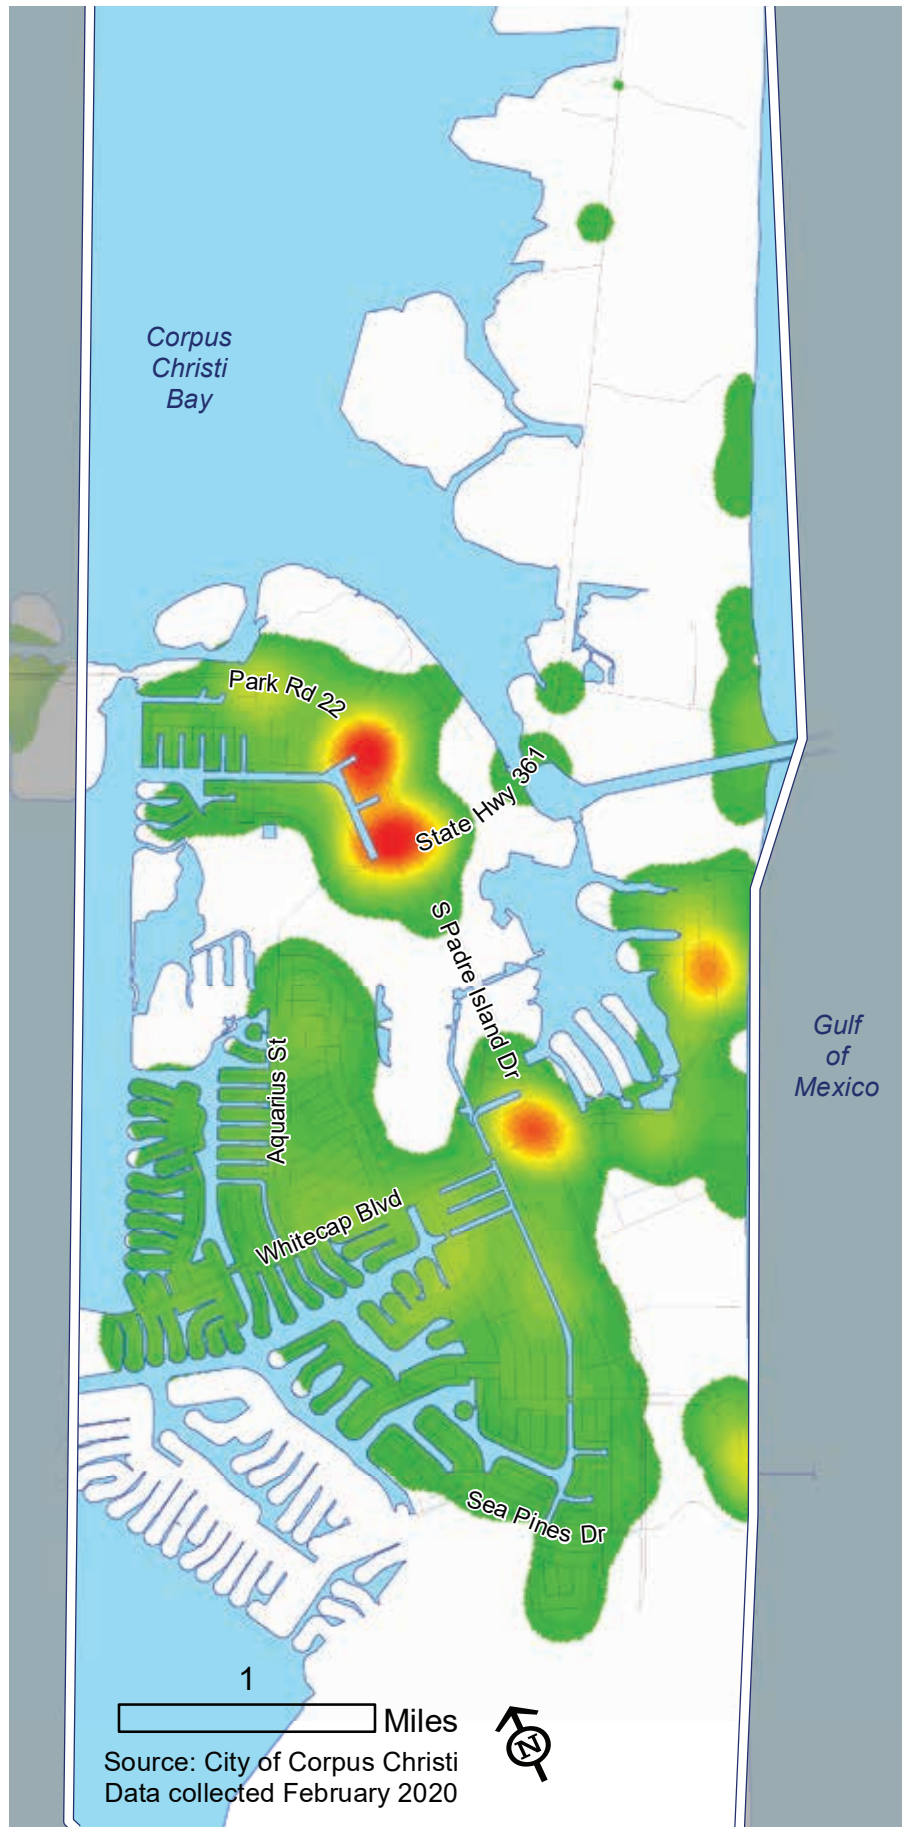 Corpus
Christi
Bay
Park Rd 22
State Hwy 361
S Padre Island Dr
Gulf
of
Mexico
Aquarius St
Whitecap Blvd
Sea Pines Dr
1
Miles
N
Source: City of Corpus Christi
Data collected February 2020